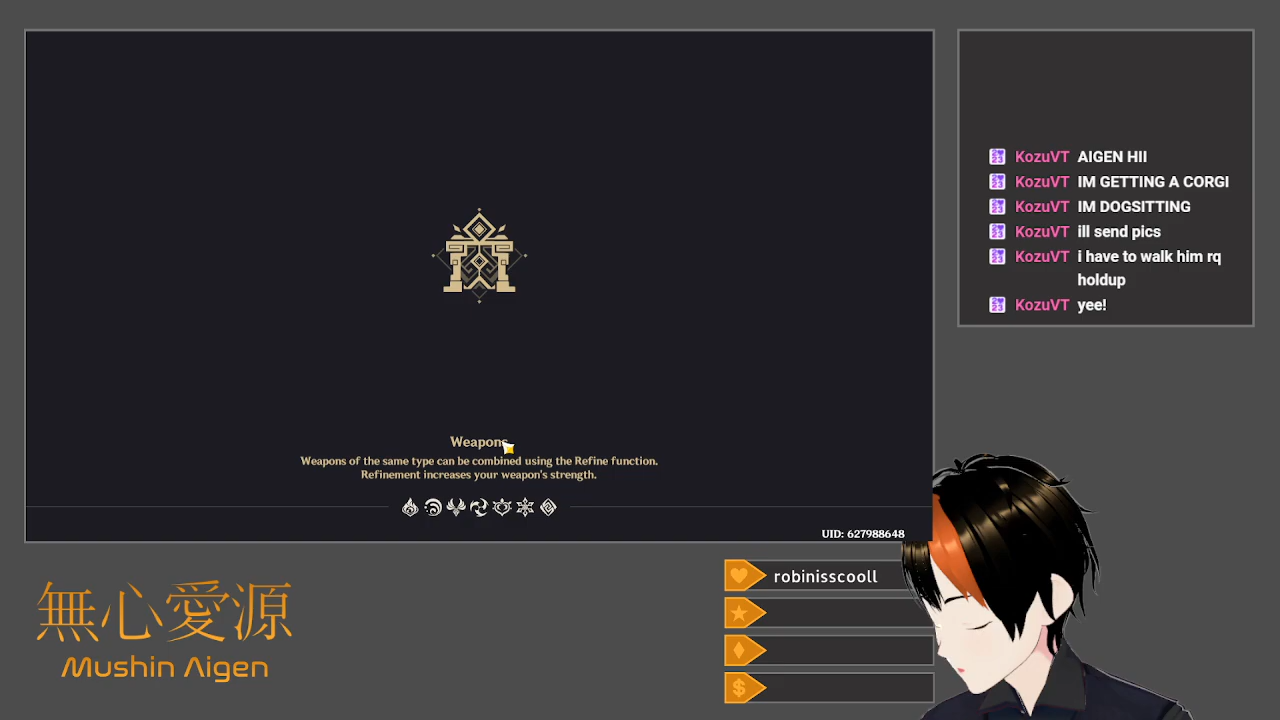 KozuVT AIGEN HII
KozuVT IM GETTING A CORGI
KozuVT IM DOGSITTING
KozuVT ill send pics
KozuVT i have to walk him rq
holdup
KozuVT yee!
Weapons
Weapons of the same type can be combined using the Refine function.
Refinement increases your weapon's strength.
UID: 627988648
robinisscooll
無心愛源
Mushin Aigen